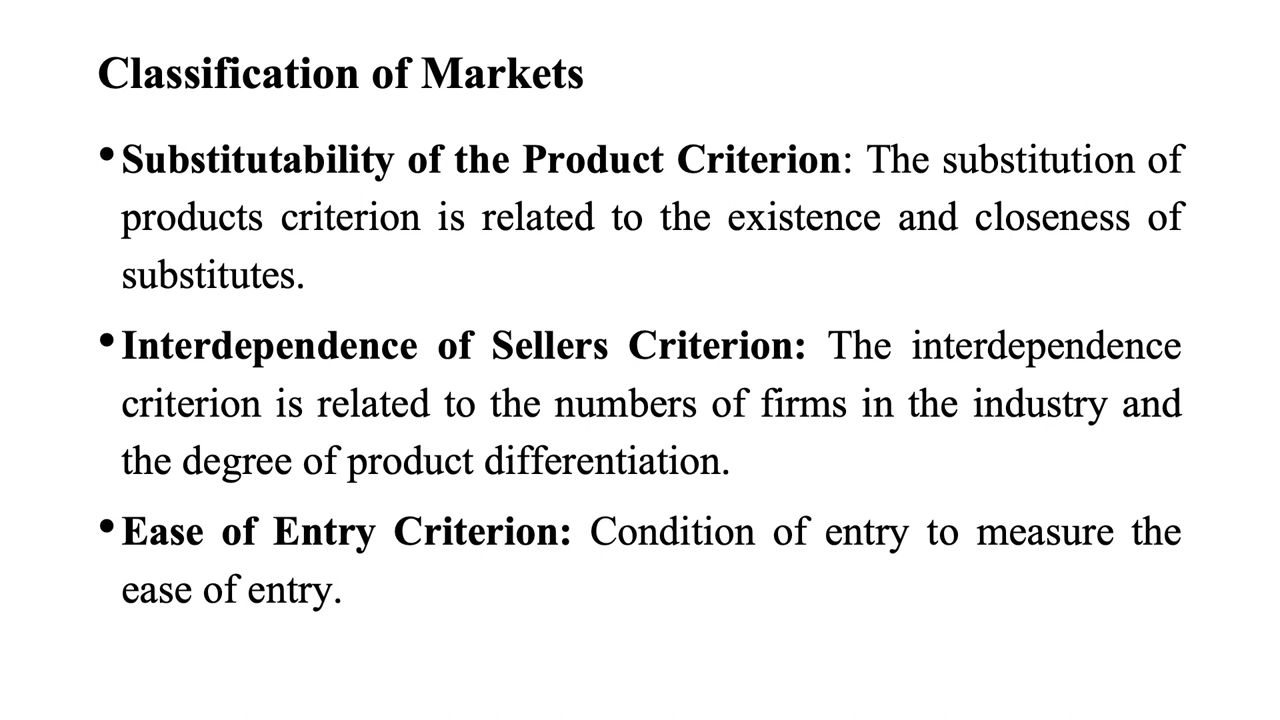 Classification of Markets
•Substitutability of the Product Criterion: The substitution of
products criterion is related to the existence and closeness of
substitutes.
•Interdependence of Sellers Criterion: The interdependence
criterion is related to the numbers of firms in the industry and
the degree of product differentiation.
•Ease of Entry Criterion: Condition of entry to measure the
ease of entry.